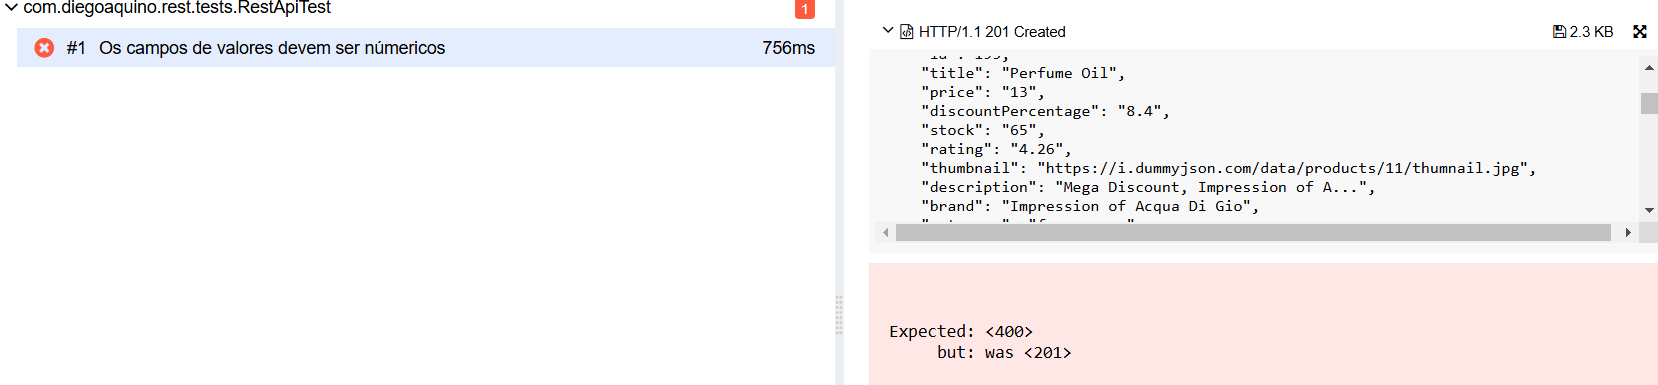 com.diegoaquino.rest.tests.RestApiTest
1
#1 Os campos de valores devem ser númericos
756ms
HTTP/1.1 201 Created
2.3 KB
"title": "Perfume Oil",
"price": "13",
"discountPercentage": "8.4",
"stock": "65",
"rating": "4.26",
"thumbnail": "https://i.dummyjson.com/data/products/11/thumnail.jpg",
"description": "Mega Discount, Impression of A...",
"brand": "Impression of Acqua Di Gio",
Expected: <400>
but: was <201>